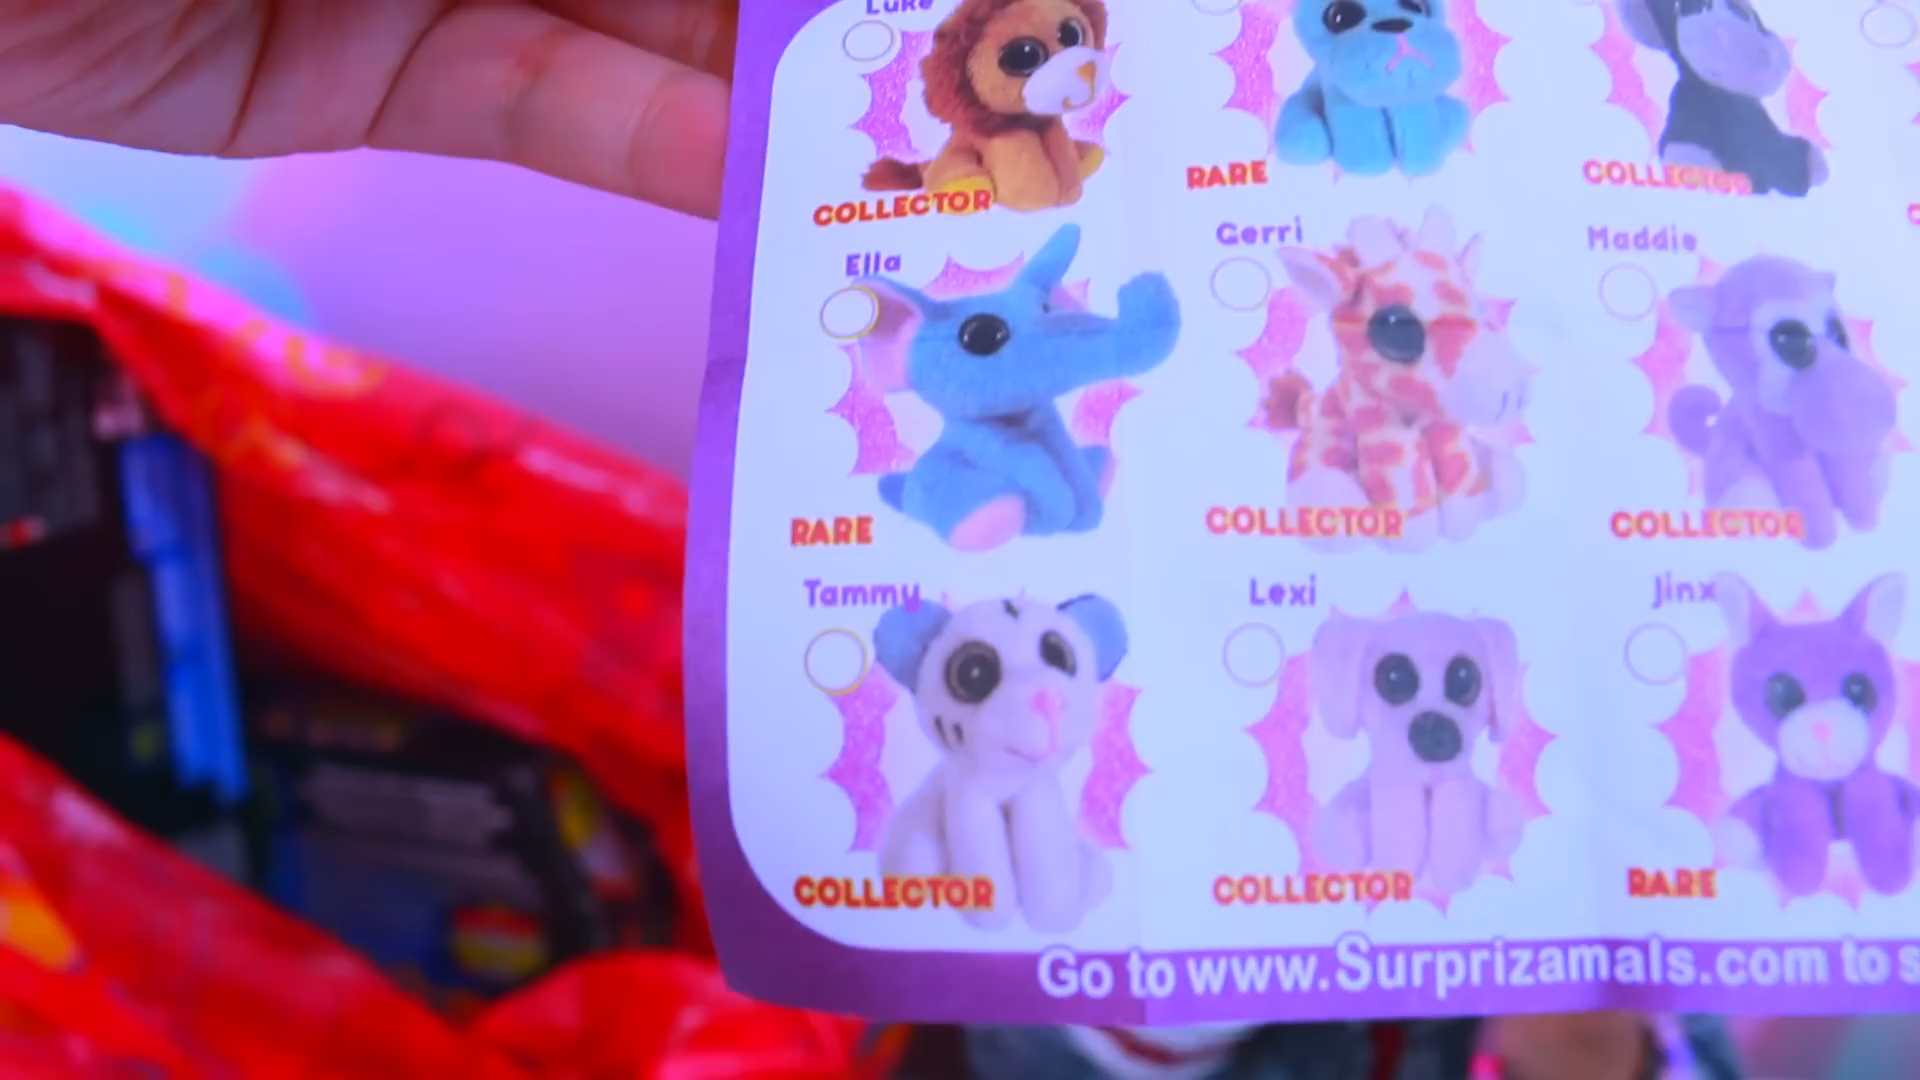 Luke
COLLECTOR
RARE
COLLECTOR
Ella
Gerri
Maddie
RARE
COLLECTOR
COLLECTOR
Tammy
Lexi
Jinx
COLLECTOR
COLLECTOR
RARE
Go to www.Surprizamals.com to